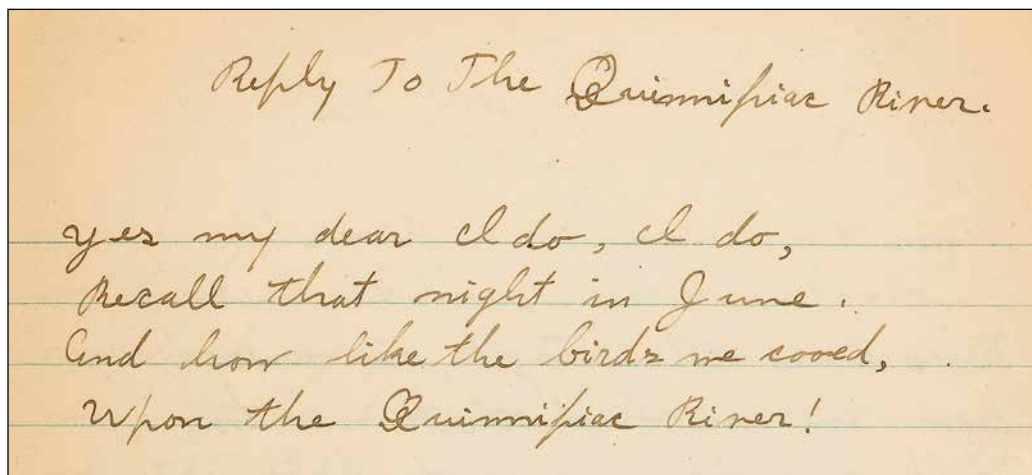 Reply To The Quinnipiac River.
yes my dear I do, I do,
Recall that night in June.
And how like the birds we cooed,
Upon the Quinnipiac River!